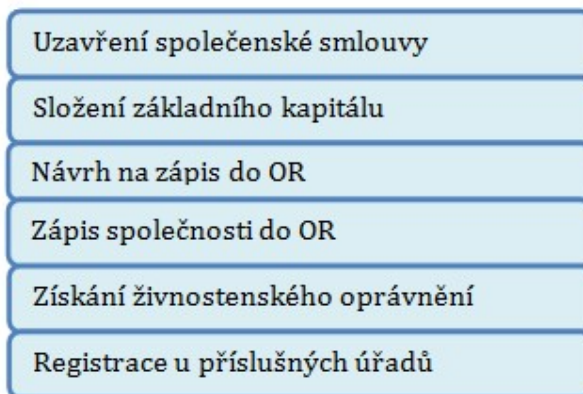 Uzavření společenské smlouvy
Složení základního kapitálu
Návrh na zápis do OR
Zápis společnosti do OR
Získání živnostenského oprávnění
Registrace u příslušných úřadů